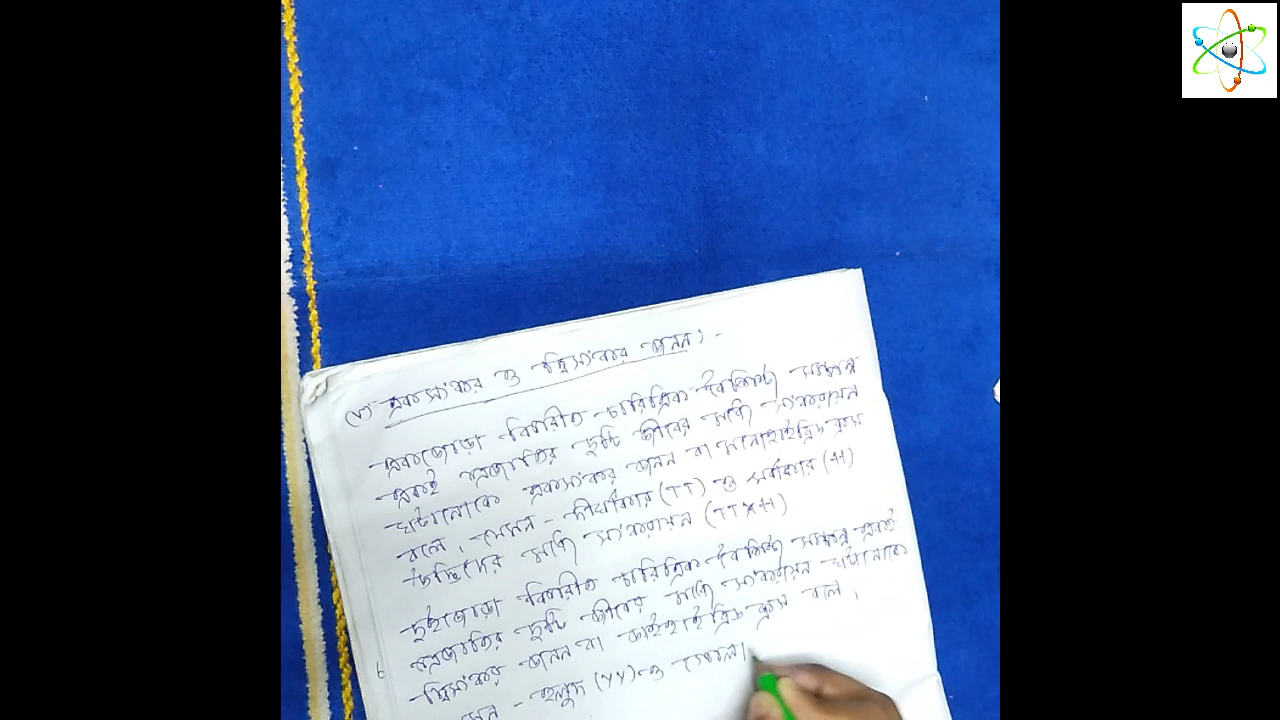 (৩) একসংকর ও দ্বিসংকর জনন :-
একজোড়া বিপরীত চারিত্রিক বৈশিষ্ট্য সম্পন্ন
একই প্রজাতির দুটি জীবের মধ্যে সংকরায়ন
ঘটানোকে একসংকর জনন বা মনোহাইব্রিড ক্রস
বলে। যেমন - দীর্ঘাকার (TT) ও খর্বাকার (tt)
উদ্ভিদের মধ্যে সংকরায়ন (TT x tt)
দুইজোড়া বিপরীত চারিত্রিক বৈশিষ্ট্য সম্পন্ন একই
প্রজাতির দুটি জীবের মধ্যে সংকরায়ন ঘটানোকে
দ্বিসংকর জনন বা ডাইহাইব্রিড ক্রস বলে।
- হলুদ (YY) ও গোল